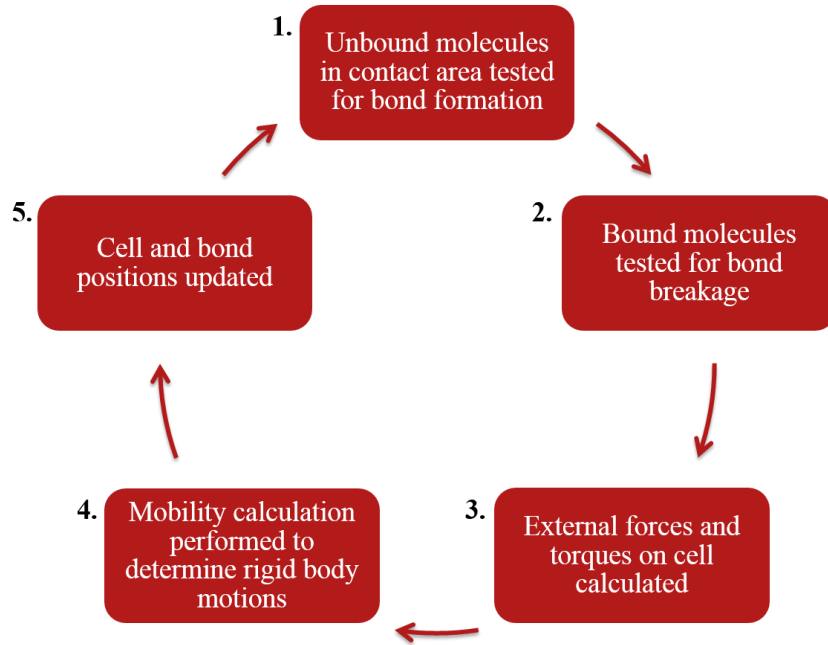 1.
Unbound molecules
in contact area tested
for bond formation
2.
Bound molecules
tested for bond
breakage
3.
External forces and
torques on cell
calculated
4.
Mobility calculation
performed to
determine rigid body
motions
5.
Cell and bond
positions updated